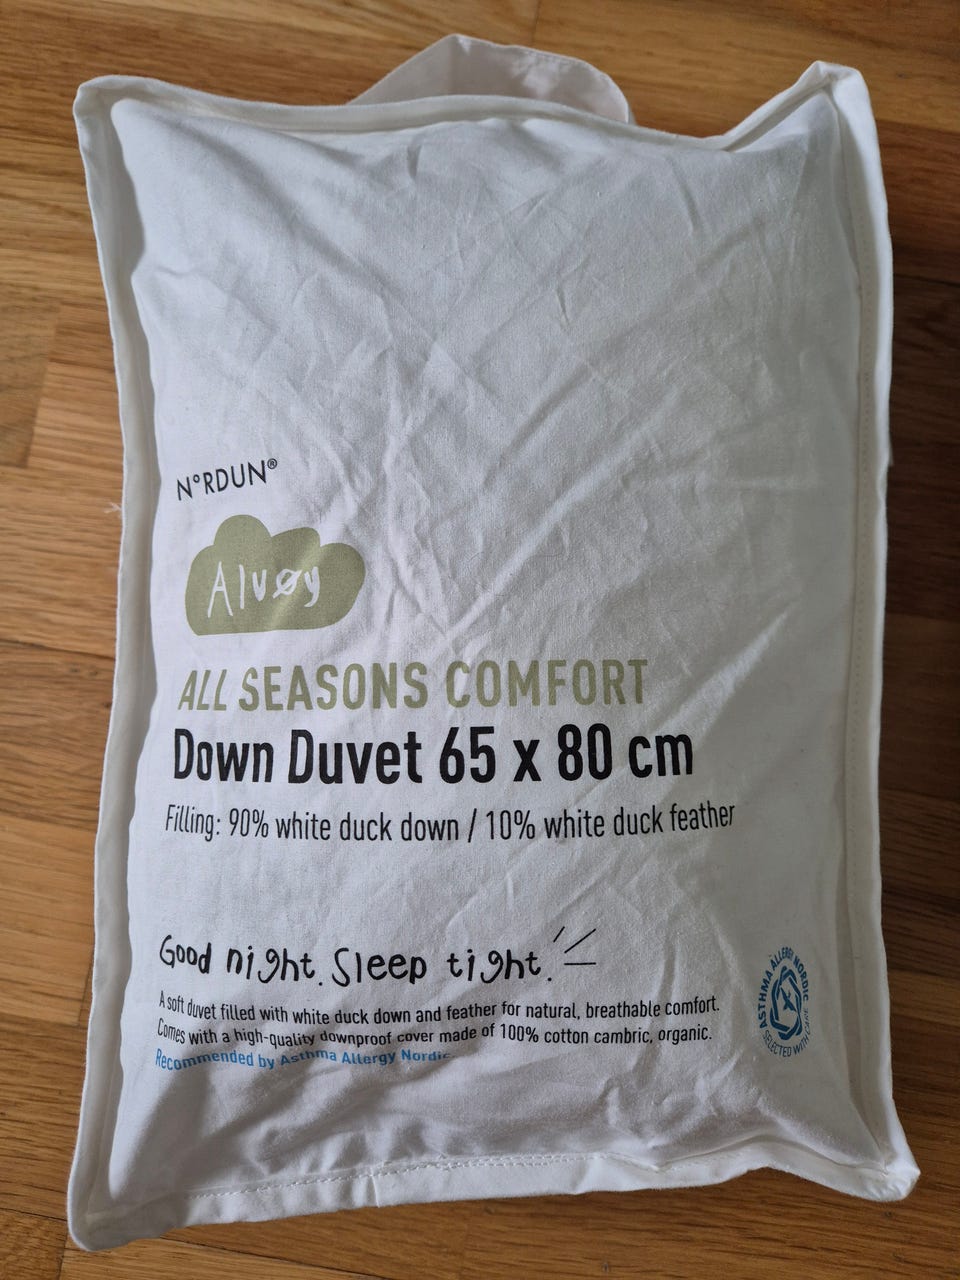 N°RDUN®
Alvøy
ALL SEASONS COMFORT
Down Duvet 65 x 80 cm
Filling: 90% white duck down / 10% white duck feather
Good night. Sleep tight.
A soft duvet filled with white duck down and feather for natural, breathable comfort.
Comes with a high-quality downproof cover made of 100% cotton cambric, organic.
Recommended by Asthma Allergy Nordic.
ASTHMA ALLERGY NORDIC
SELECTED WITH CARE